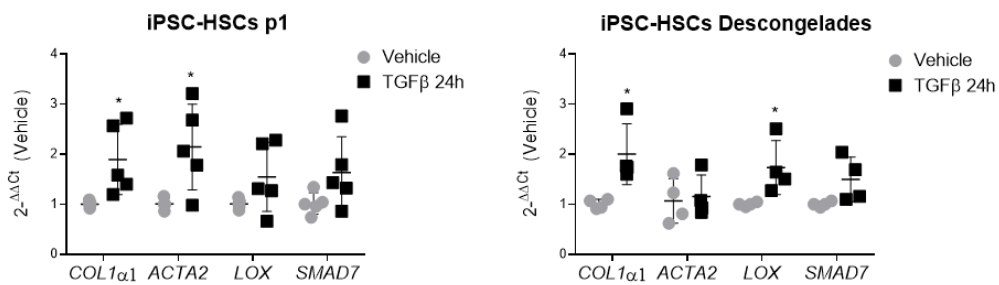 iPSC-HSCs p1
2-ΔΔCt (Vehicle)
4
3
2
1
0
Vehicle
TGFβ 24h
*
*
COL1α1 ACTA2 LOX SMAD7
iPSC-HSCs Descongelades
2-ΔΔCt (Vehicle)
4
3
2
1
0
Vehicle
TGFβ 24h
*
*
COL1α1 ACTA2 LOX SMAD7